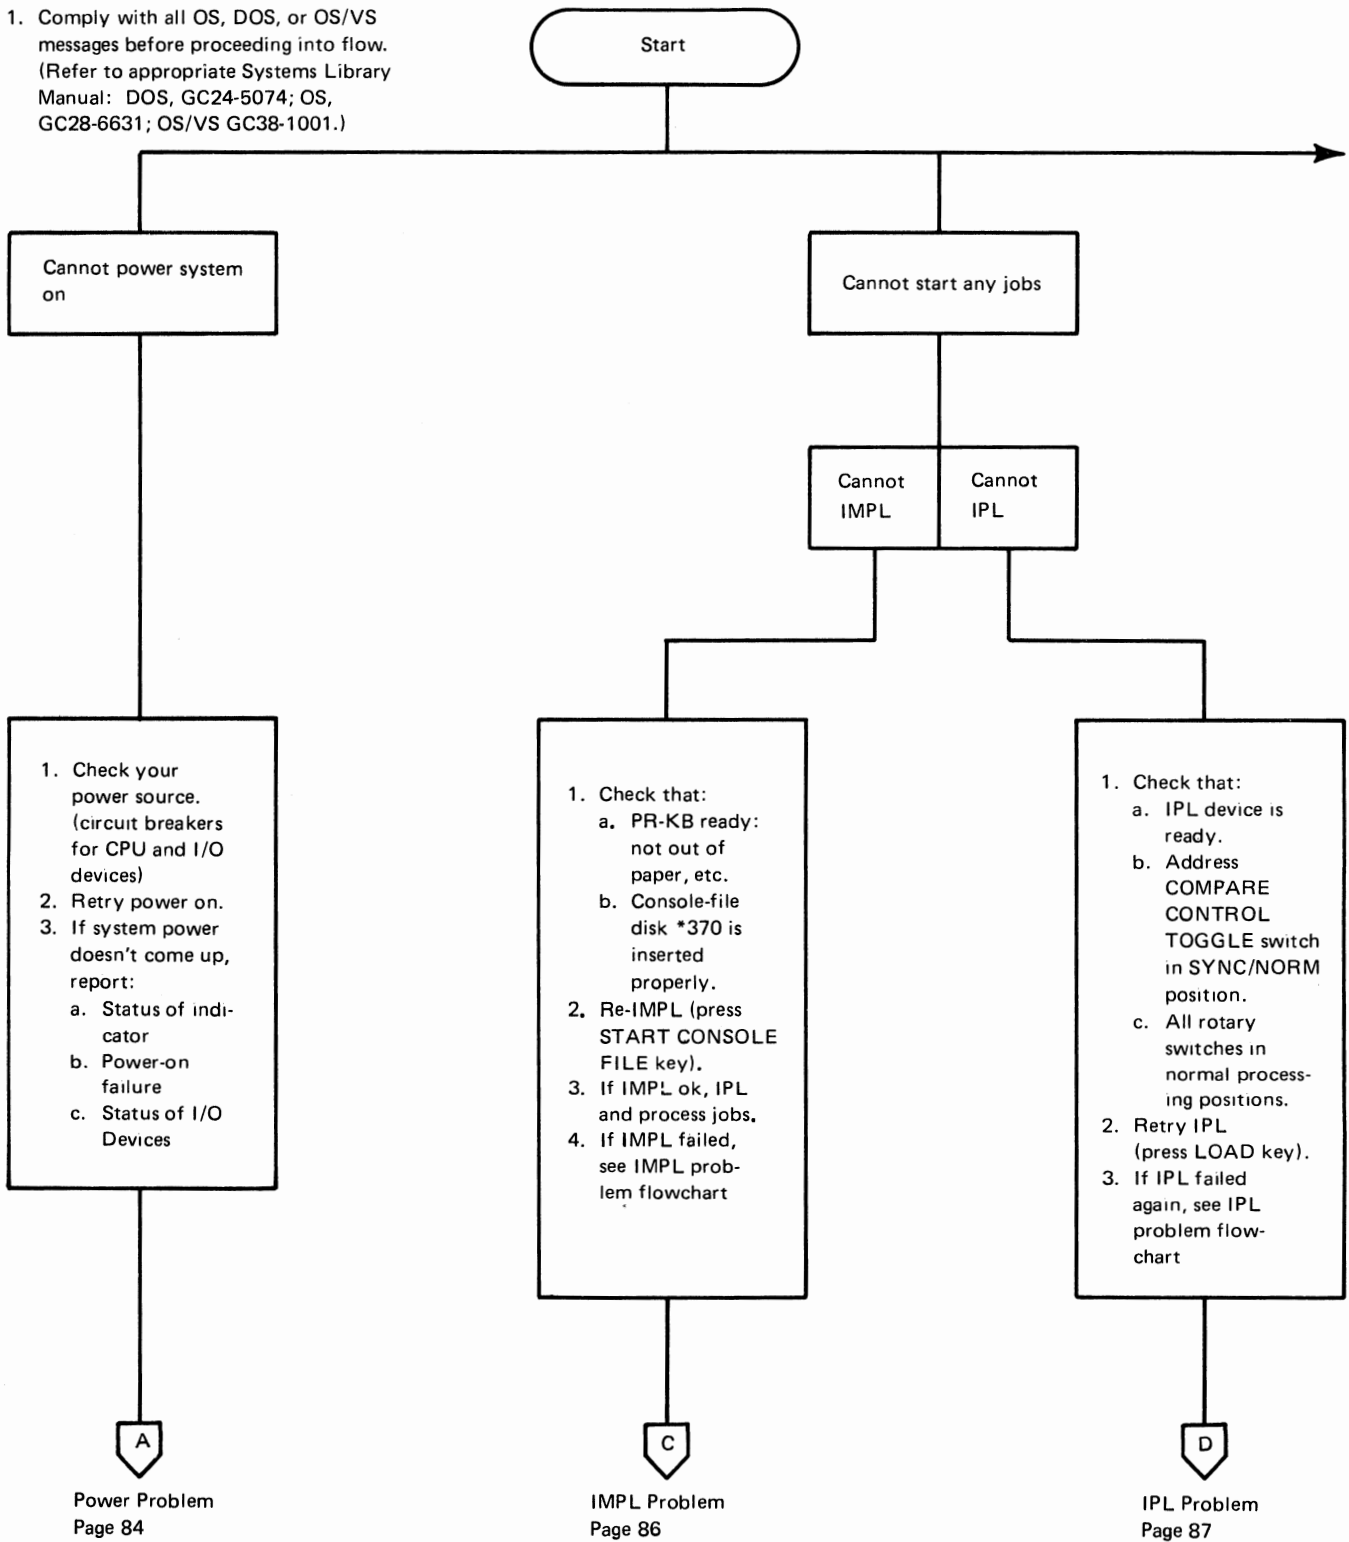 1. Comply with all OS, DOS, or OS/VS
messages before proceeding into flow.
(Refer to appropriate Systems Library
Manual: DOS, GC24-5074; OS,
GC28-6631; OS/VS GC38-1001.)
Start
Cannot power system
on
Cannot start any jobs
Cannot
IMPL
Cannot
IPL
1. Check your
power source.
(circuit breakers
for CPU and I/O
devices)
2. Retry power on.
3. If system power
doesn't come up,
report:
a. Status of indi-
cator
b. Power-on
failure
c. Status of I/O
Devices
1. Check that:
a. PR-KB ready:
not out of
paper, etc.
b. Console-file
disk *370 is
inserted
properly.
2. Re-IMPL (press
START CONSOLE
FILE key).
3. If IMPL ok, IPL
and process jobs.
4. If IMPL failed,
see IMPL prob-
lem flowchart
1. Check that:
a. IPL device is
ready.
b. Address
COMPARE
CONTROL
TOGGLE switch
in SYNC/NORM
position.
c. All rotary
switches in
normal process-
ing positions.
2. Retry IPL
(press LOAD key).
3. If IPL failed
again, see IPL
problem flow-
chart
A
Power Problem
Page 84
C
IMPL Problem
Page 86
D
IPL Problem
Page 87